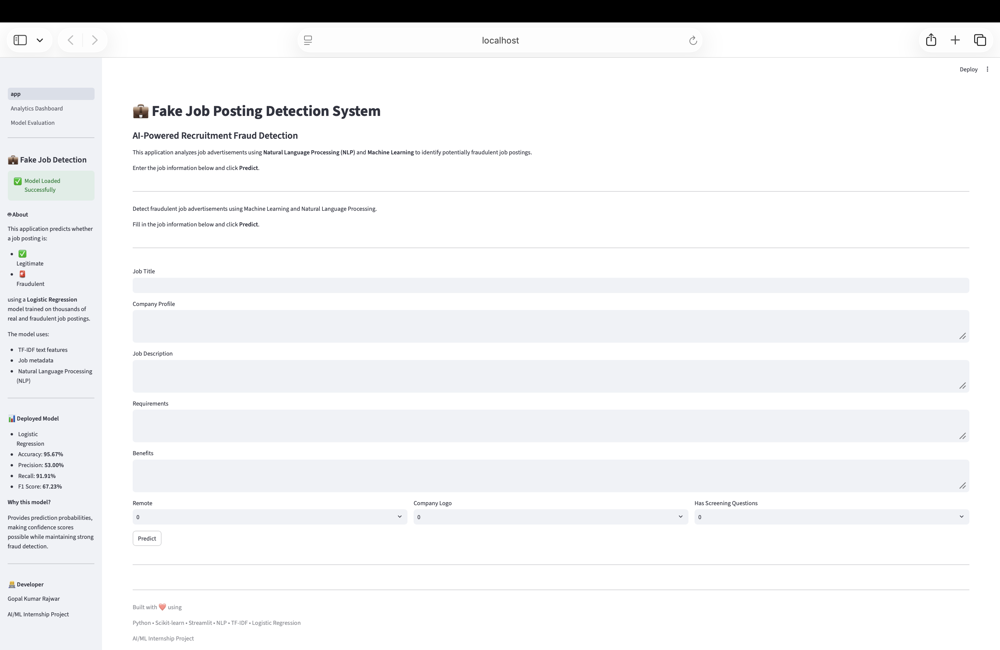 localhost
Deploy
app
Analytics Dashboard
Model Evaluation
💼 Fake Job Detection
✅ Model Loaded
Successfully
About
This application predicts whether
a job posting is:
• ✅
Legitimate
• 🚨
Fraudulent
using a Logistic Regression
model trained on thousands of
real and fraudulent job postings.
The model uses:
• TF-IDF text features
• Job metadata
• Natural Language Processing
(NLP)
📊 Deployed Model
• Logistic
Regression
• Accuracy: 95.67%
• Precision: 53.00%
• Recall: 91.91%
• F1 Score: 67.23%
Why this model?
Provides prediction probabilities,
making confidence scores
possible while maintaining strong
fraud detection.
👨‍💻 Developer
Gopal Kumar Rajwar
AI/ML Internship Project
💼 Fake Job Posting Detection System
AI-Powered Recruitment Fraud Detection
This application analyzes job advertisements using Natural Language Processing (NLP) and Machine Learning to identify potentially fraudulent job postings.
Enter the job information below and click Predict.
Detect fraudulent job advertisements using Machine Learning and Natural Language Processing.
Fill in the job information below and click Predict.
Job Title
Company Profile
Job Description
Requirements
Benefits
Remote Company Logo Has Screening Questions
0 0 0
Predict
Built with ❤️ using
Python • Scikit-learn • Streamlit • NLP • TF-IDF • Logistic Regression
AI/ML Internship Project